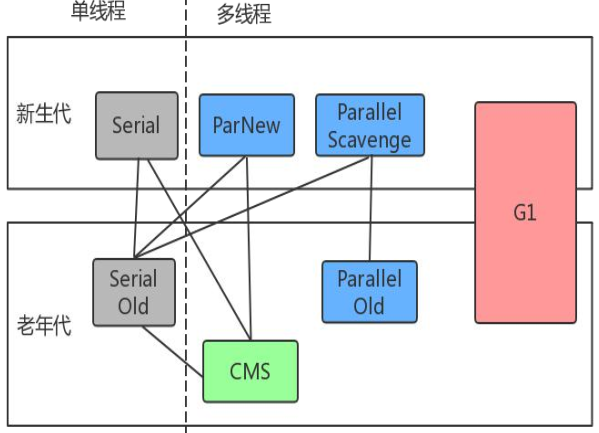 单线程
多线程
新生代
Serial
ParNew
Parallel
Scavenge
G1
老年代
Serial
Old
Parallel
Old
CMS